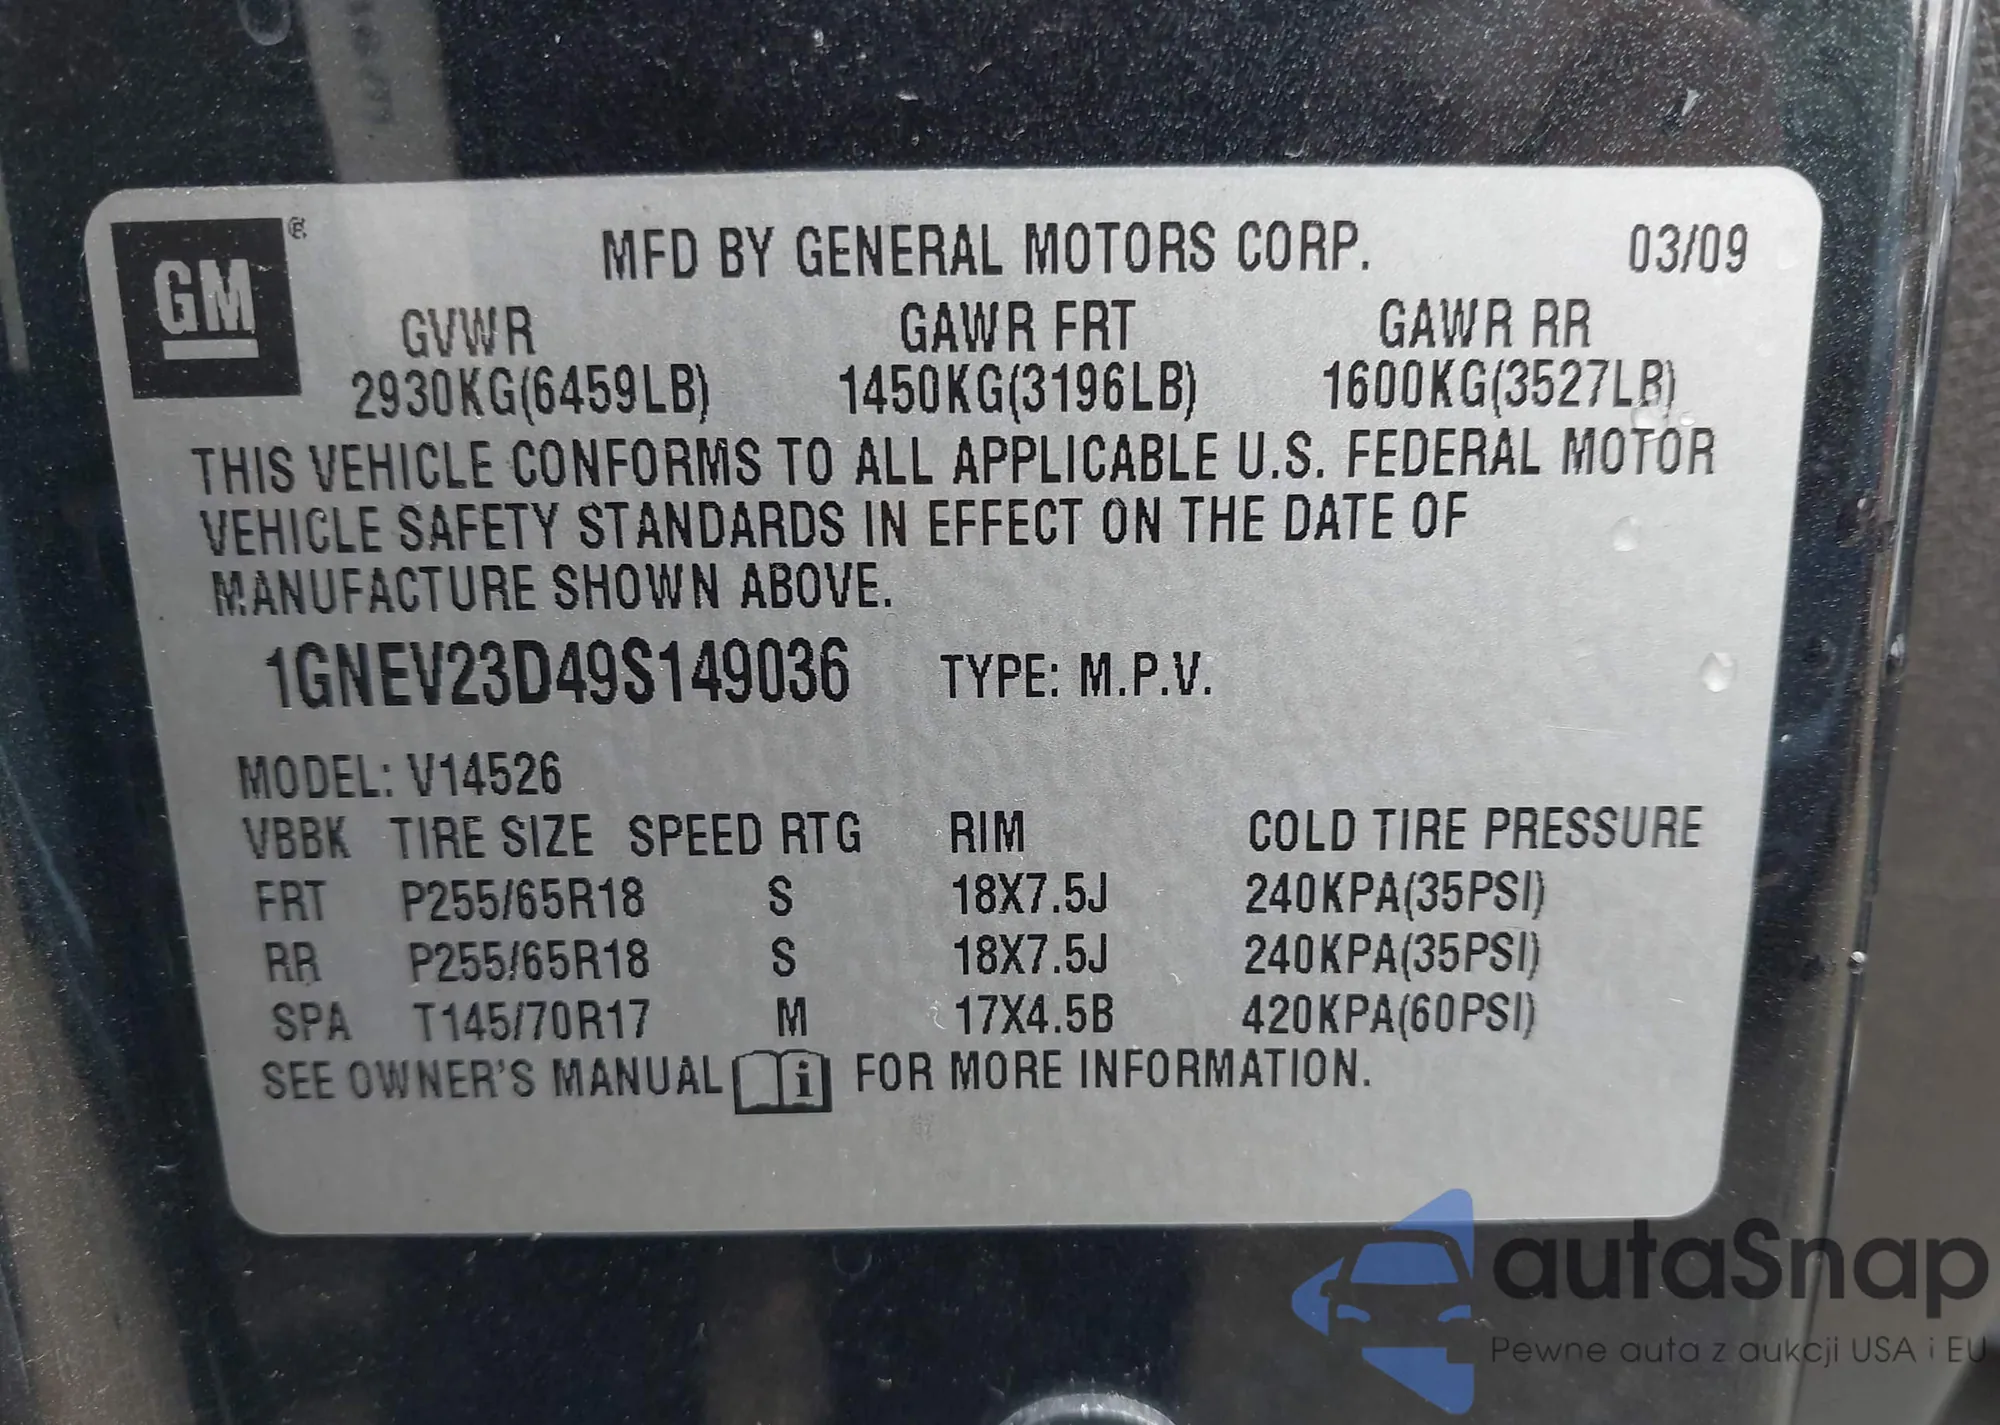 GM ®
MFD BY GENERAL MOTORS CORP. 03/09
GVWR GAWR FRT GAWR RR
2930KG(6459LB) 1450KG(3196LB) 1600KG(3527LB)
THIS VEHICLE CONFORMS TO ALL APPLICABLE U.S. FEDERAL MOTOR
VEHICLE SAFETY STANDARDS IN EFFECT ON THE DATE OF
MANUFACTURE SHOWN ABOVE.
1GNEV23D49S149036 TYPE: M.P.V.
MODEL: V14526
VBBK TIRE SIZE SPEED RTG RIM COLD TIRE PRESSURE
FRT P255/65R18 S 18X7.5J 240KPA(35PSI)
RR P255/65R18 S 18X7.5J 240KPA(35PSI)
SPA T145/70R17 M 17X4.5B 420KPA(60PSI)
SEE OWNER'S MANUAL i FOR MORE INFORMATION.
autaSnap
Pewne auta z aukcji USA i EU